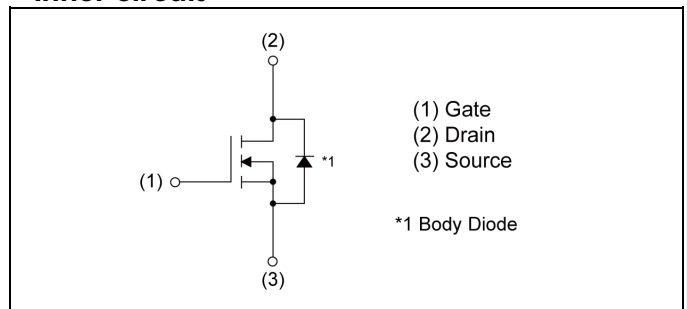 (2)
(1) Gate
(2) Drain
(3) Source
*1
(1)
*1 Body Diode
(3)